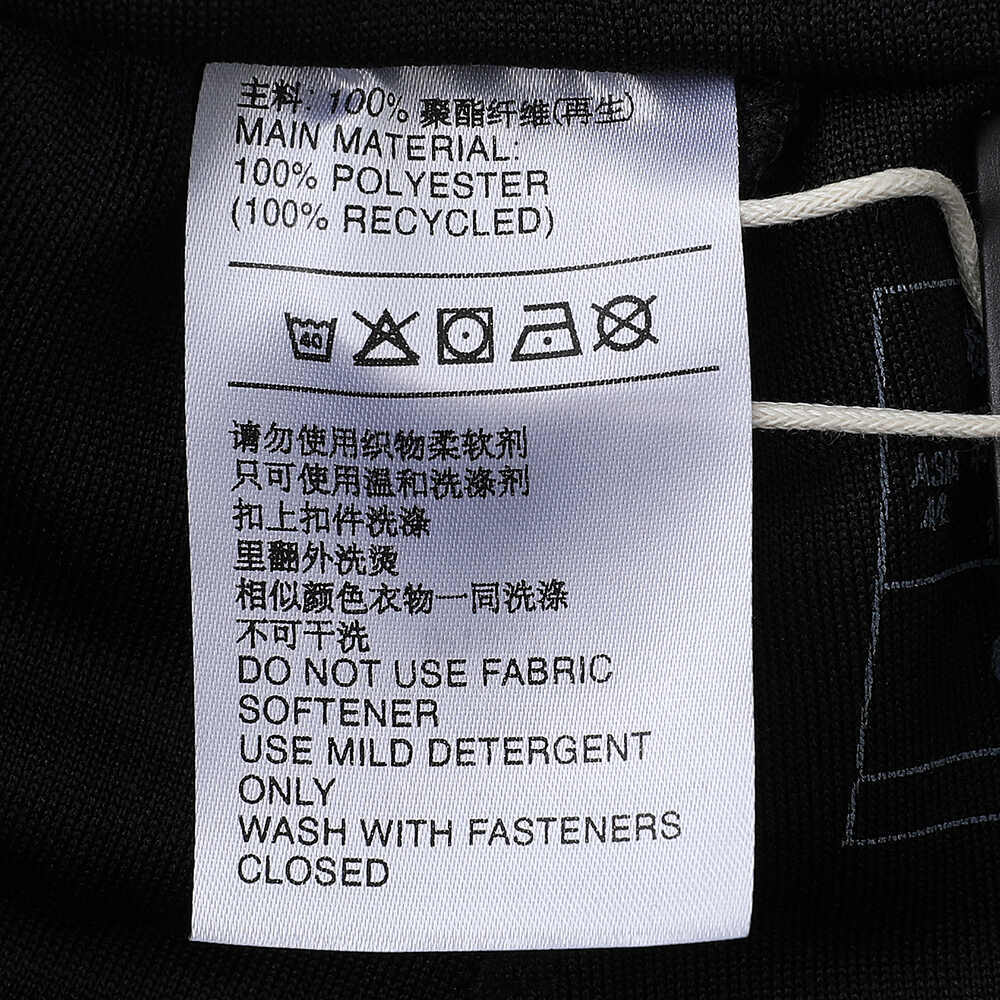 主料: 100% 聚酯纤维(再生)
MAIN MATERIAL:
100% POLYESTER
(100% RECYCLED)
40
请勿使用织物柔软剂
只可使用温和洗涤剂
扣上扣件洗涤
里翻外洗烫
相似颜色衣物一同洗涤
不可干洗
DO NOT USE FABRIC
SOFTENER
USE MILD DETERGENT
ONLY
WASH WITH FASTENERS
CLOSED